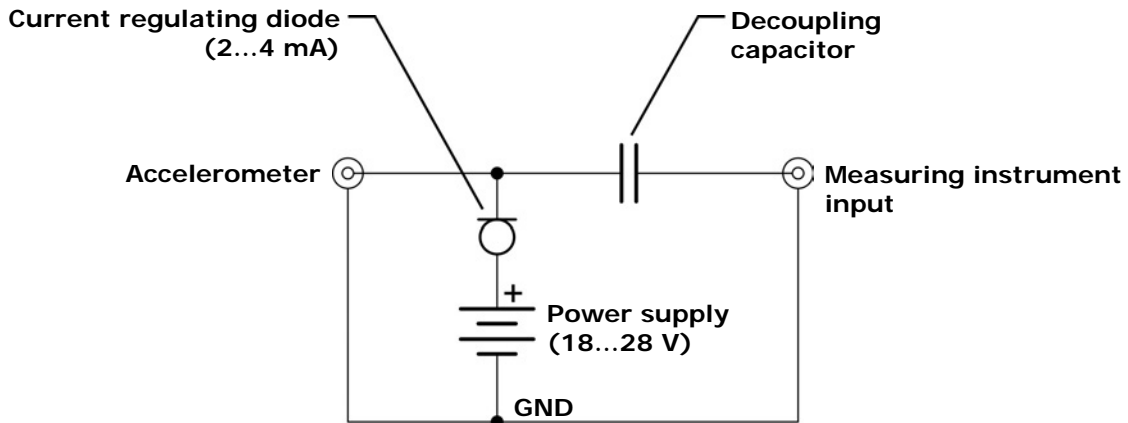 Current regulating diode
(2...4 mA)
Decoupling
capacitor
Accelerometer
Measuring instrument
input
+
Power supply
(18...28 V)
GND